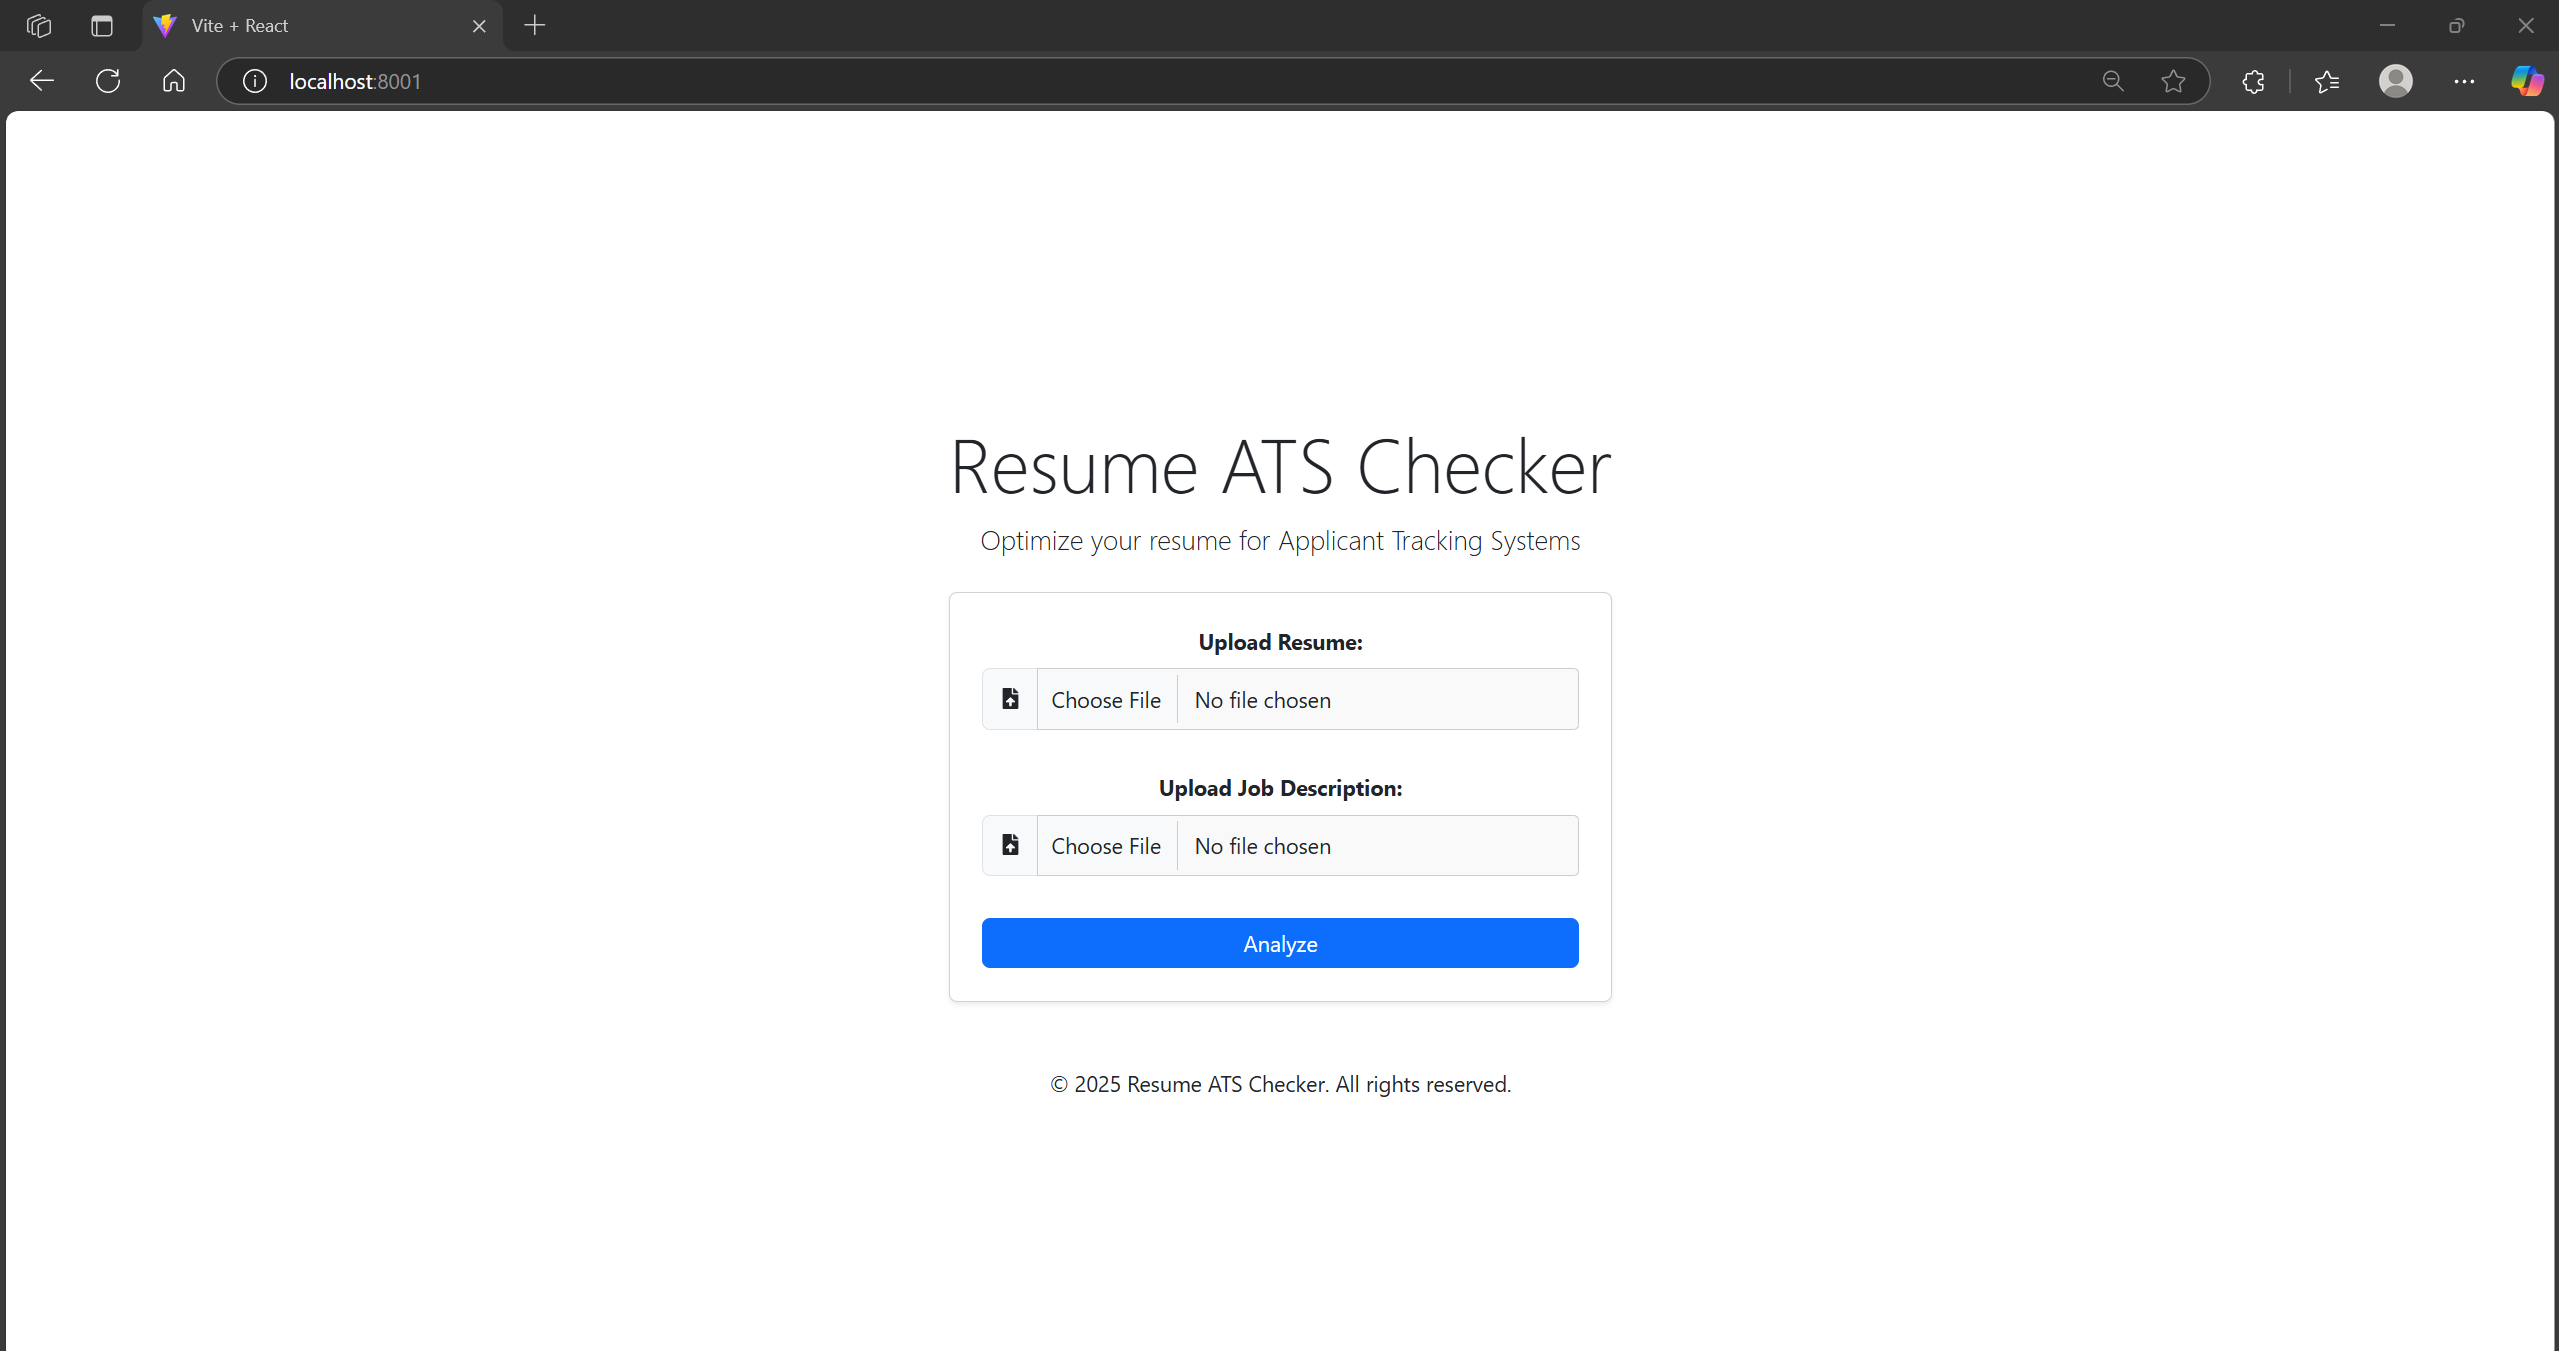 Vite + React
localhost:8001
Resume ATS Checker
Optimize your resume for Applicant Tracking Systems
Upload Resume:
Choose File No file chosen
Upload Job Description:
Choose File No file chosen
Analyze
© 2025 Resume ATS Checker. All rights reserved.